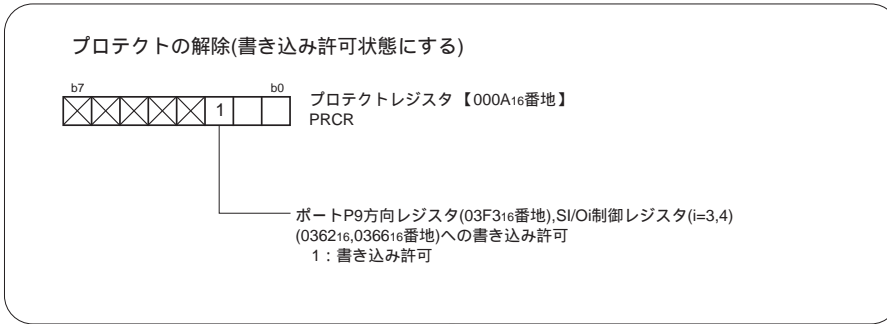 プロテクトの解除(書き込み許可状態にする)
b7 b0
1
プロテクトレジスタ【000A16番地】
PRCR
ポートP9方向レジスタ(03F316番地),SI/Oi制御レジスタ(i=3,4)
(036216,036616番地)への書き込み許可
1：書き込み許可